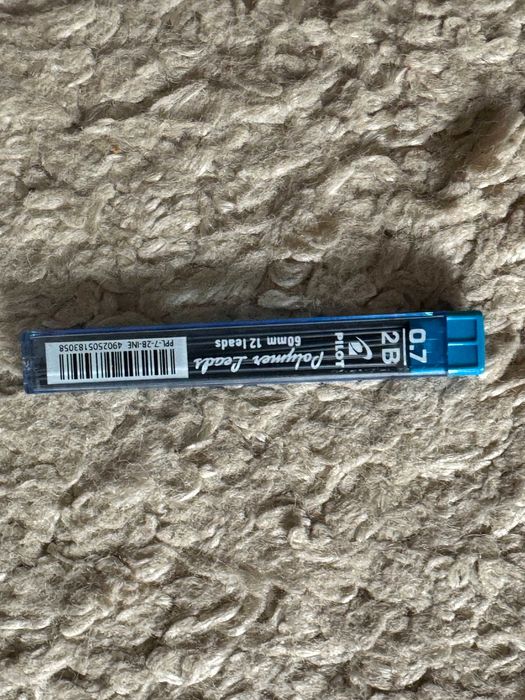 0.7
2B
PILOT
Polymer Leads
60mm 12 leads
PPL-7-2B-INE 4902505183058